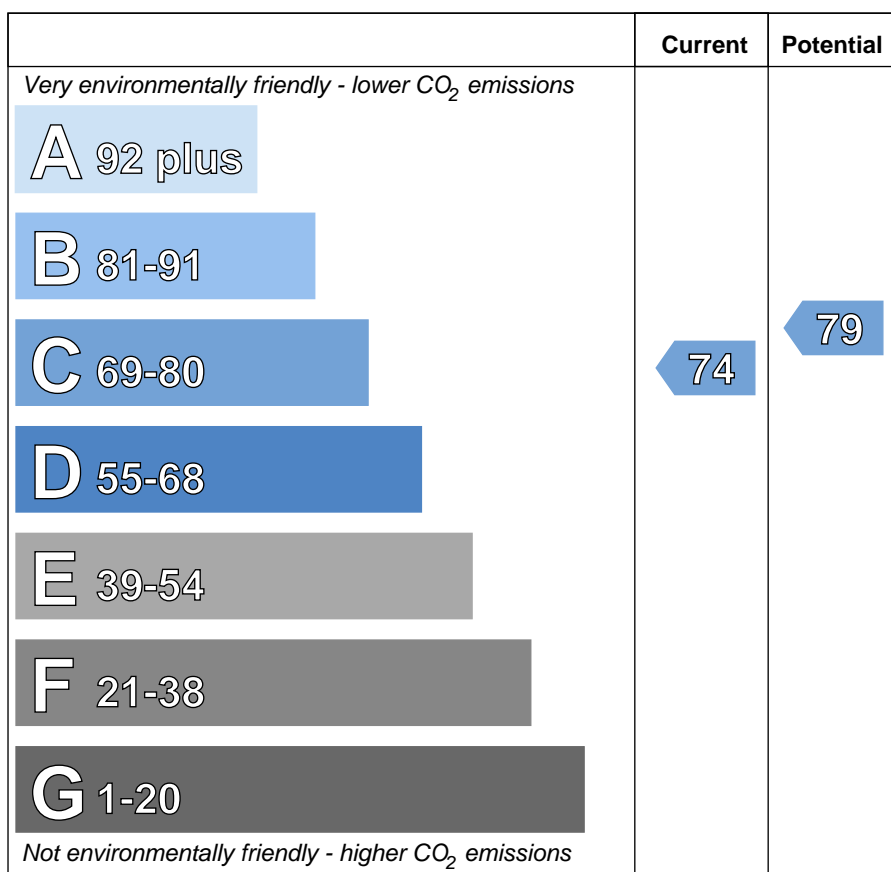 Current Potential
Very environmentally friendly - lower CO2 emissions
A 92 plus
B 81-91
C 69-80
74
79
D 55-68
E 39-54
F 21-38
G 1-20
Not environmentally friendly - higher CO2 emissions